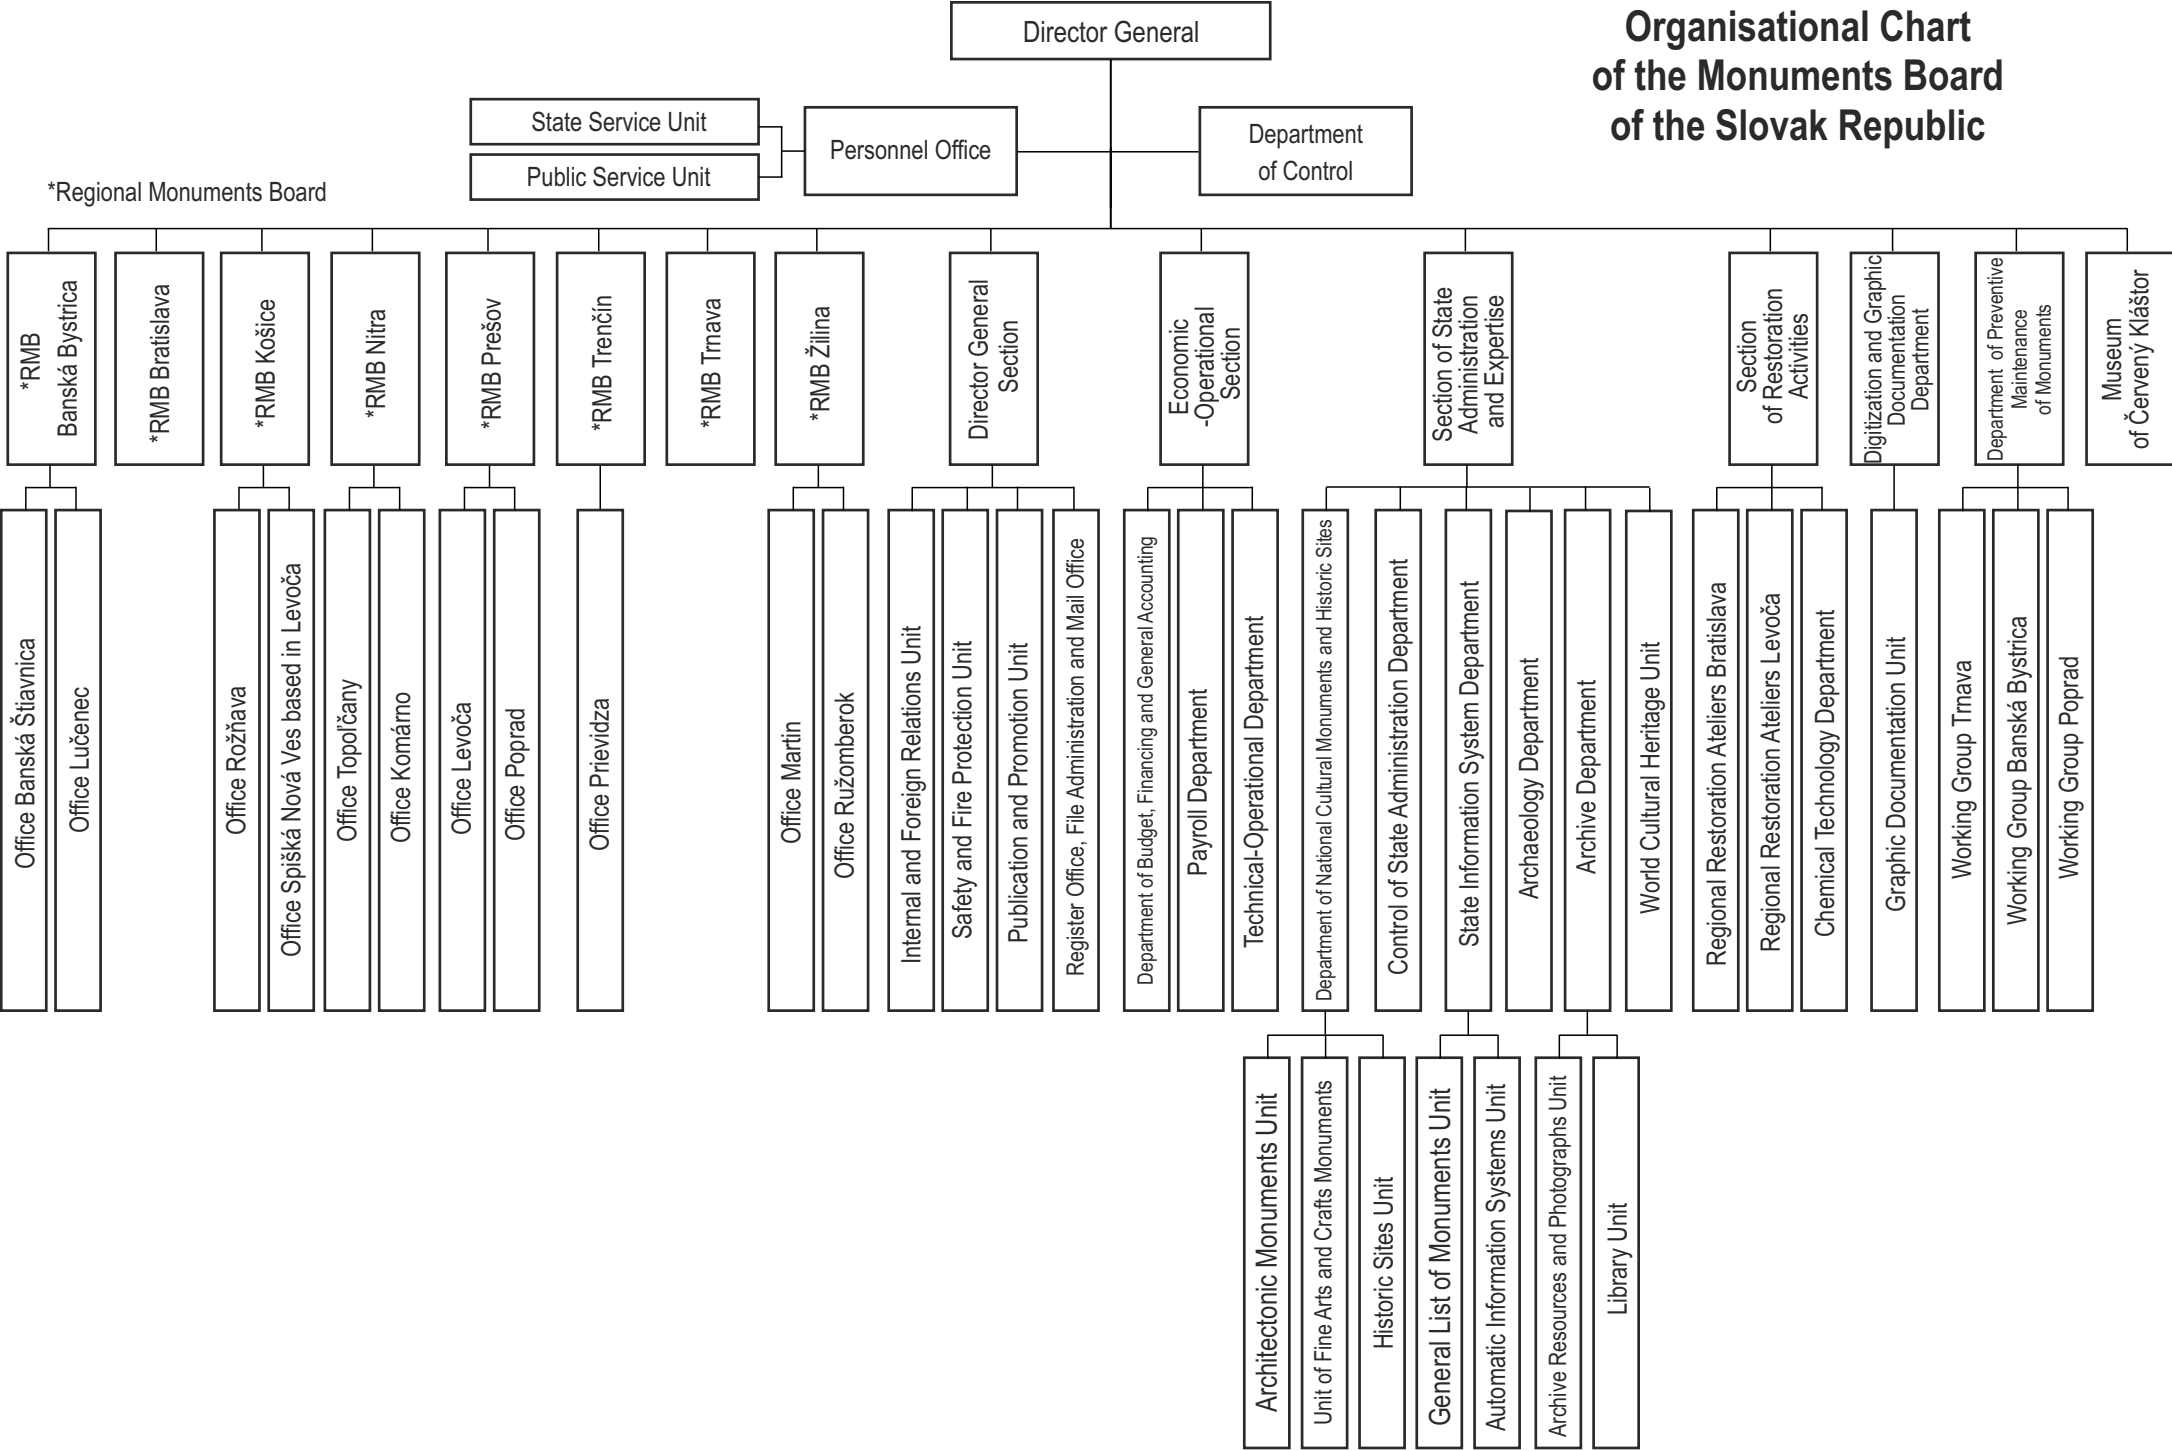 Director General
Organisational Chart
of the Monuments Board
of the Slovak Republic
State Service Unit
Public Service Unit
Personnel Office
Department
of Control
*Regional Monuments Board
*RMB
Banská Bystrica
*RMB Bratislava
*RMB Košice
*RMB Nitra
*RMB Prešov
*RMB Trenčín
*RMB Trnava
*RMB Žilina
Director General
Section
Economic
-Operational
Section
Section of State
Administration
and Expertise
Section
of Restoration
Activities
Digitization and Graphic
Documentation
Department
Department of Preventive
Maintenance
of Monuments
Museum
of Červený Kláštor
Office Banská Štiavnica
Office Lučenec
Office Rožňava
Office Spišká Nová Ves based in Levoča
Office Topoľčany
Office Komárno
Office Levoča
Office Poprad
Office Prievidza
Office Martin
Office Ružomberok
Internal and Foreign Relations Unit
Safety and Fire Protection Unit
Publication and Promotion Unit
Register Office, File Administration and Mail Office
Department of Budget, Financing and General Accounting
Payroll Department
Technical-Operational Department
Department of National Cultural Monuments and Historic Sites
Control of State Administration Department
State Information System Department
Archaeology Department
Archive Department
World Cultural Heritage Unit
Regional Restoration Ateliers Bratislava
Regional Restoration Ateliers Levoča
Chemical Technology Department
Graphic Documentation Unit
Working Group Trnava
Working Group Banská Bystrica
Working Group Poprad
Architectonic Monuments Unit
Unit of Fine Arts and Crafts Monuments
Historic Sites Unit
General List of Monuments Unit
Automatic Information Systems Unit
Archive Resources and Photographs Unit
Library Unit